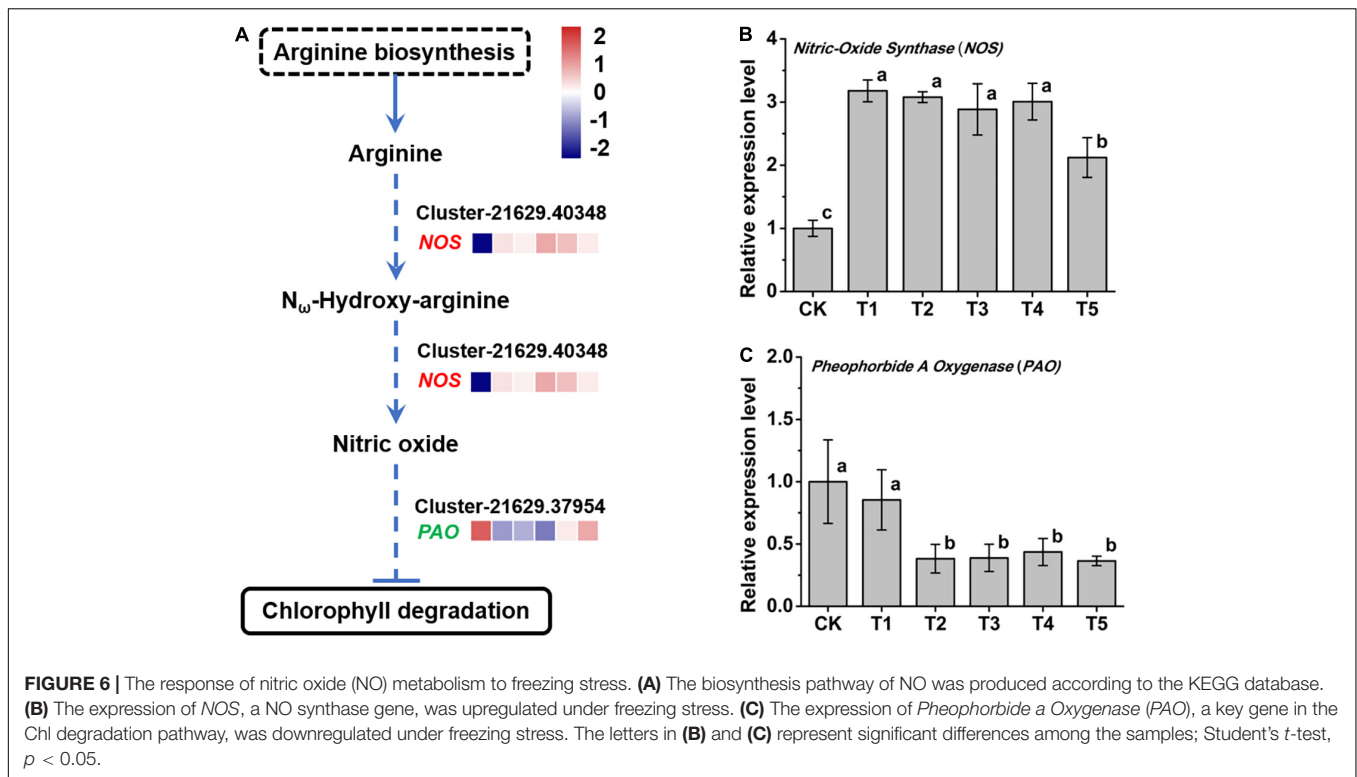 A
Arginine biosynthesis
2
1
0
-1
-2
Arginine
Cluster-21629.40348
NOS
Nω-Hydroxy-arginine
Cluster-21629.40348
NOS
Nitric oxide
Cluster-21629.37954
PAO
Chlorophyll degradation
B
Nitric-Oxide Synthase (NOS)
Relative expression level
4
3
2
1
0
c
a
a
a
a
b
CK T1 T2 T3 T4 T5
C
Pheophorbide A Oxygenase (PAO)
Relative expression level
2.0
1.5
1.0
0.5
0.0
a
a
b
b
b
b
CK T1 T2 T3 T4 T5
FIGURE 6 | The response of nitric oxide (NO) metabolism to freezing stress. (A) The biosynthesis pathway of NO was produced according to the KEGG database.
(B) The expression of NOS, a NO synthase gene, was upregulated under freezing stress. (C) The expression of Pheophorbide a Oxygenase (PAO), a key gene in the
Chl degradation pathway, was downregulated under freezing stress. The letters in (B) and (C) represent significant differences among the samples; Student's t-test,
p < 0.05.